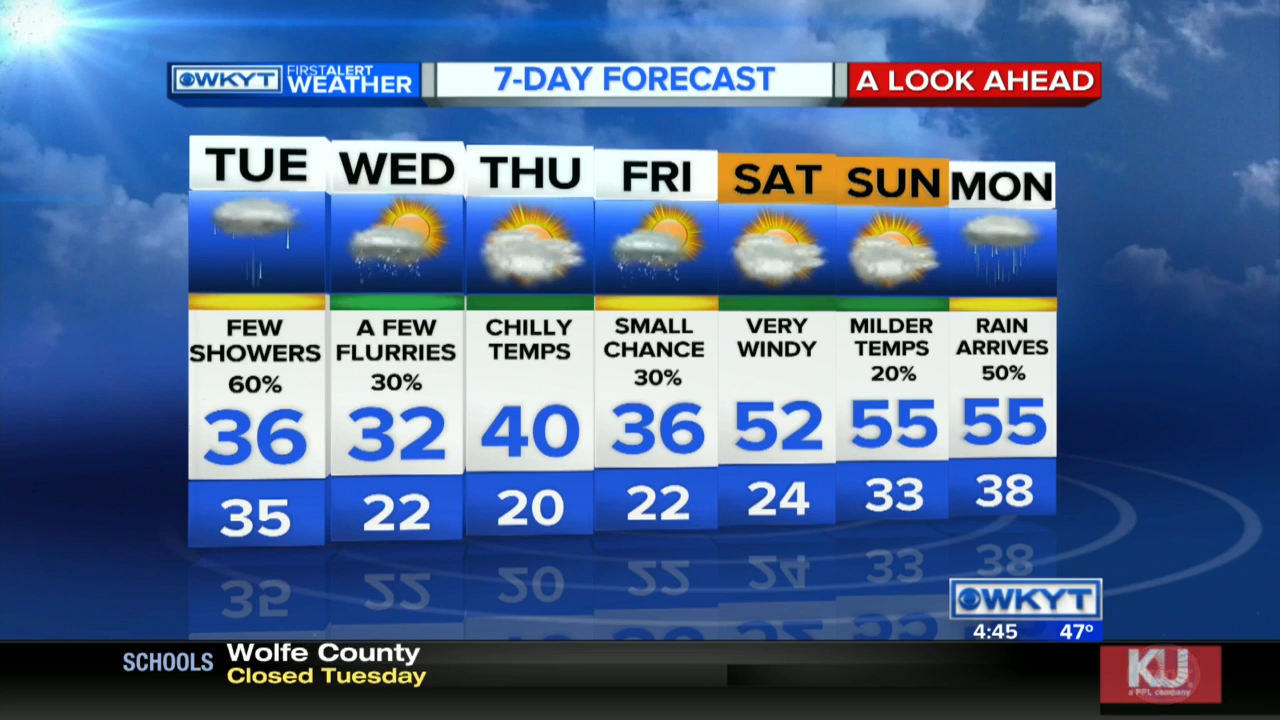 WKYT FIRST ALERT WEATHER
7-DAY FORECAST
A LOOK AHEAD
TUE WED THU FRI SAT SUN MON
FEW SHOWERS 60%
36
35
A FEW FLURRIES 30%
32
22
CHILLY TEMPS
40
20
SMALL CHANCE 30%
36
22
VERY WINDY
52
24
MILDER TEMPS 20%
55
33
RAIN ARRIVES 50%
55
38
WKYT
4:45 47°
SCHOOLS
Wolfe County
Closed Tuesday
KU
a PPL company